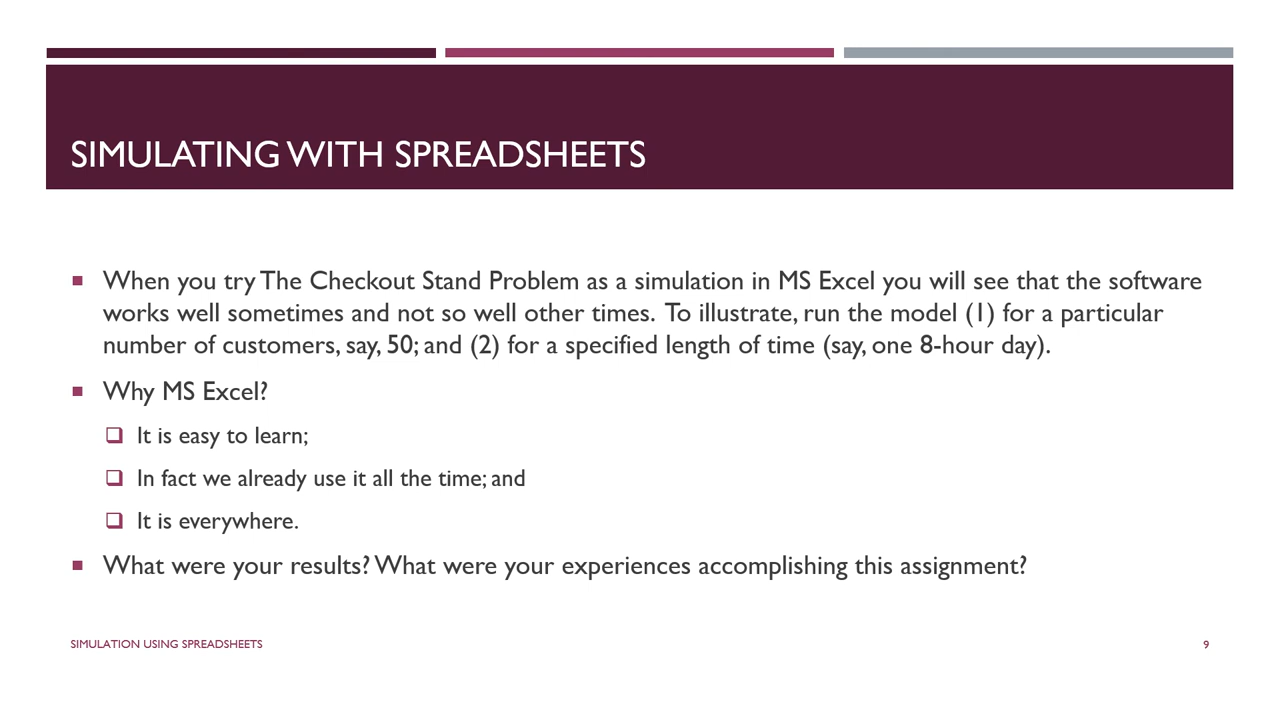 SIMULATING WITH SPREADSHEETS
When you try The Checkout Stand Problem as a simulation in MS Excel you will see that the software
works well sometimes and not so well other times.  To illustrate, run the model (1) for a particular
number of customers, say, 50; and (2) for a specified length of time (say, one 8-hour day).
Why MS Excel?
It is easy to learn;
In fact we already use it all the time; and
It is everywhere.
What were your results? What were your experiences accomplishing this assignment?
SIMULATION USING SPREADSHEETS
9